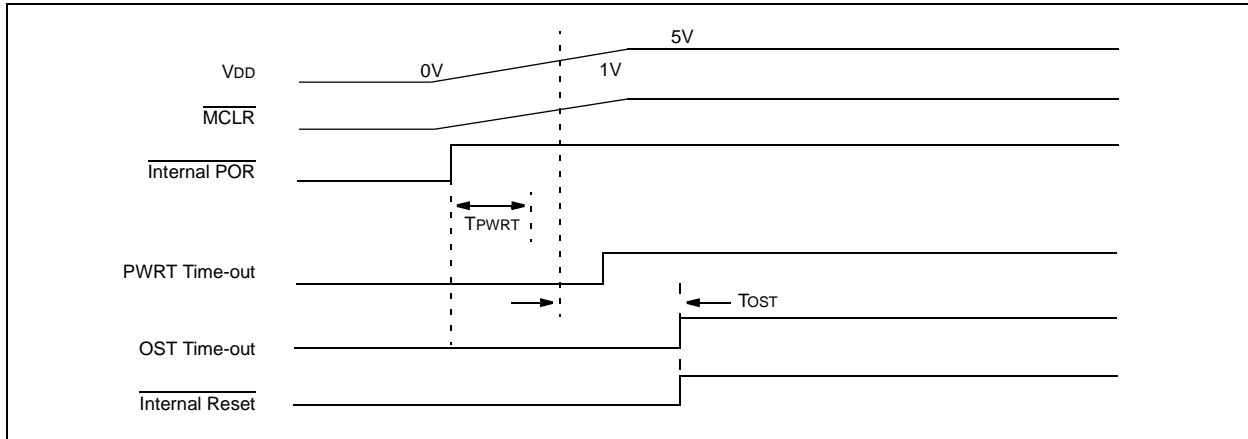 5V
VDD
0V
1V
MCLR
Internal POR
TPWRT
PWRT Time-out
TOST
OST Time-out
Internal Reset